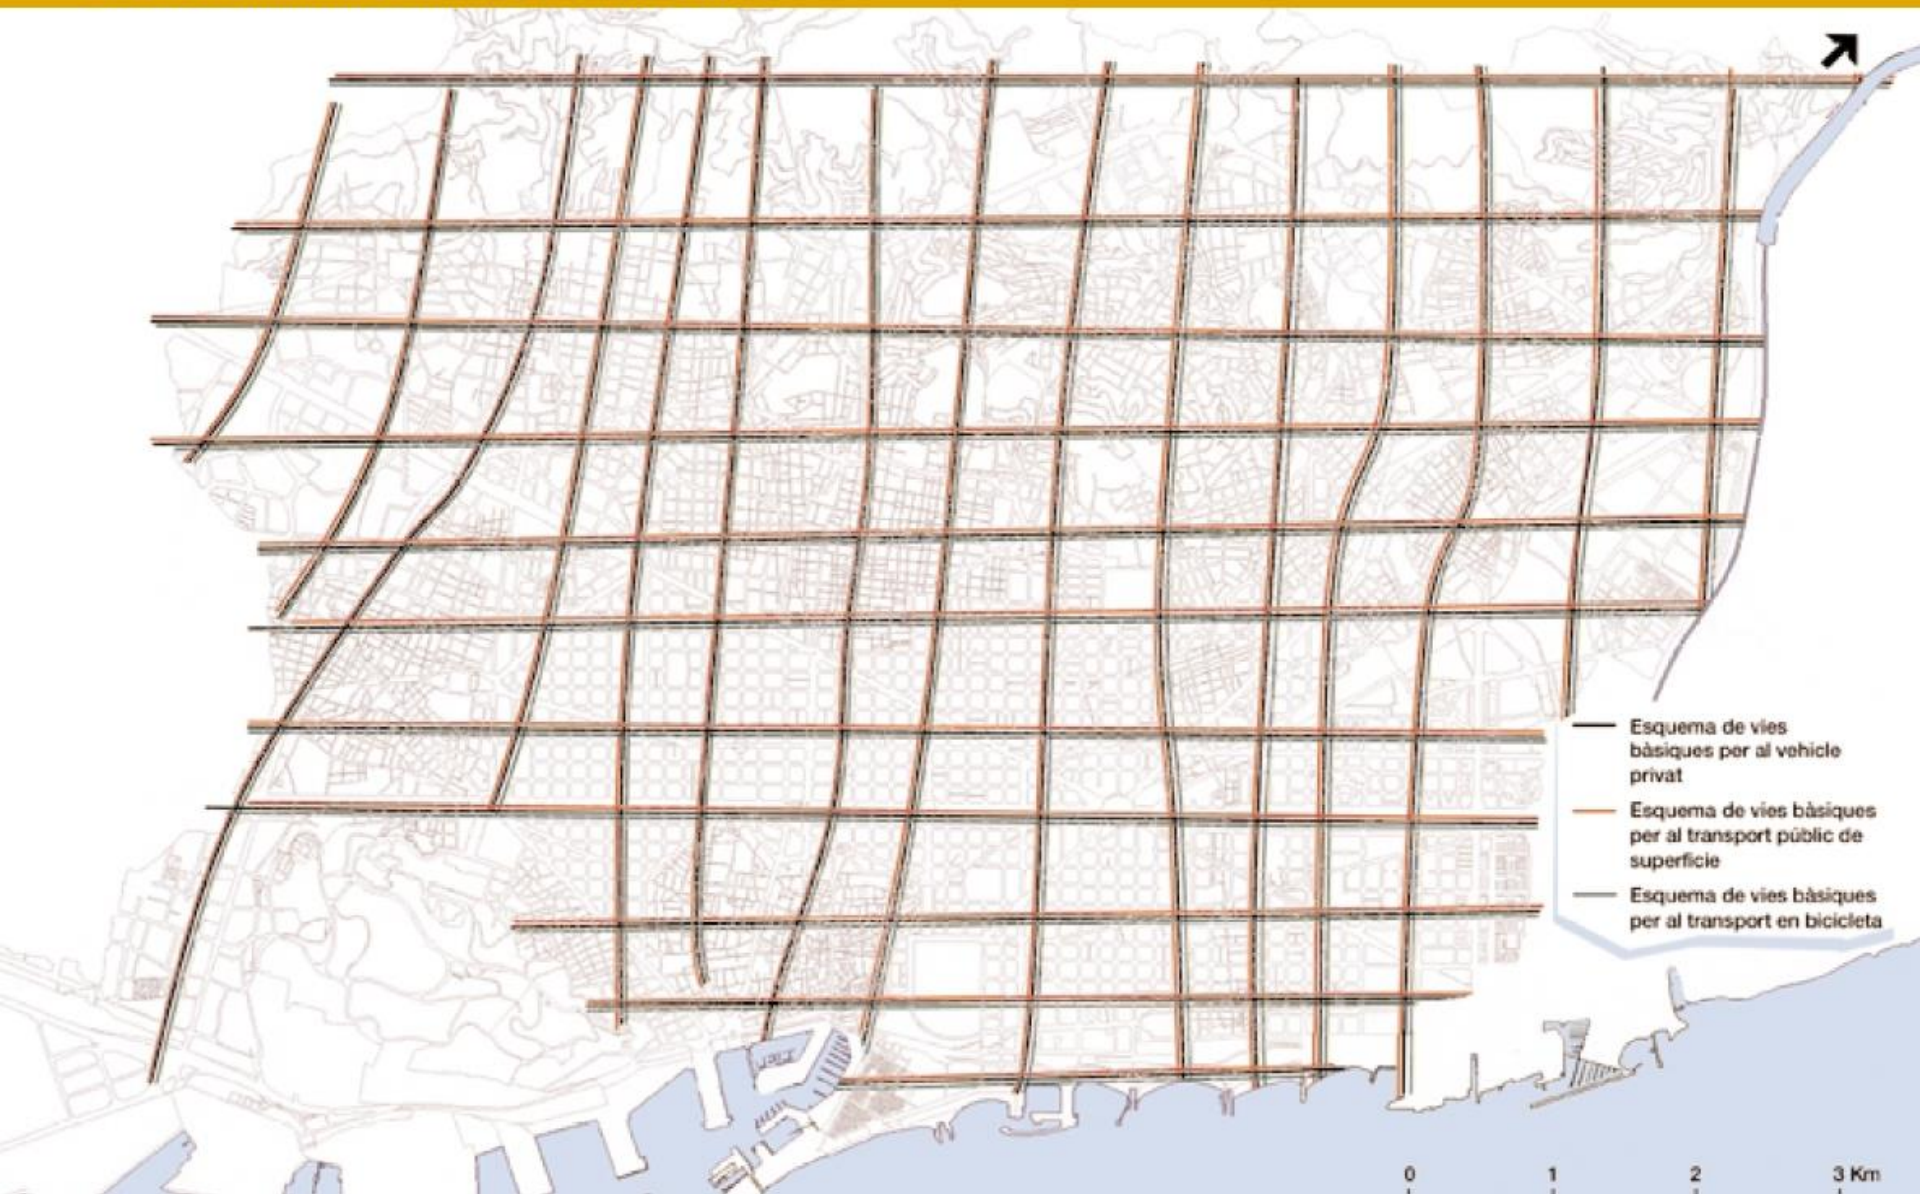 Esquema de vies
bàsiques per al vehicle
privat
Esquema de vies bàsiques
per al transport públic de
superfície
Esquema de vies bàsiques
per al transport en bicicleta
0 1 2 3 Km